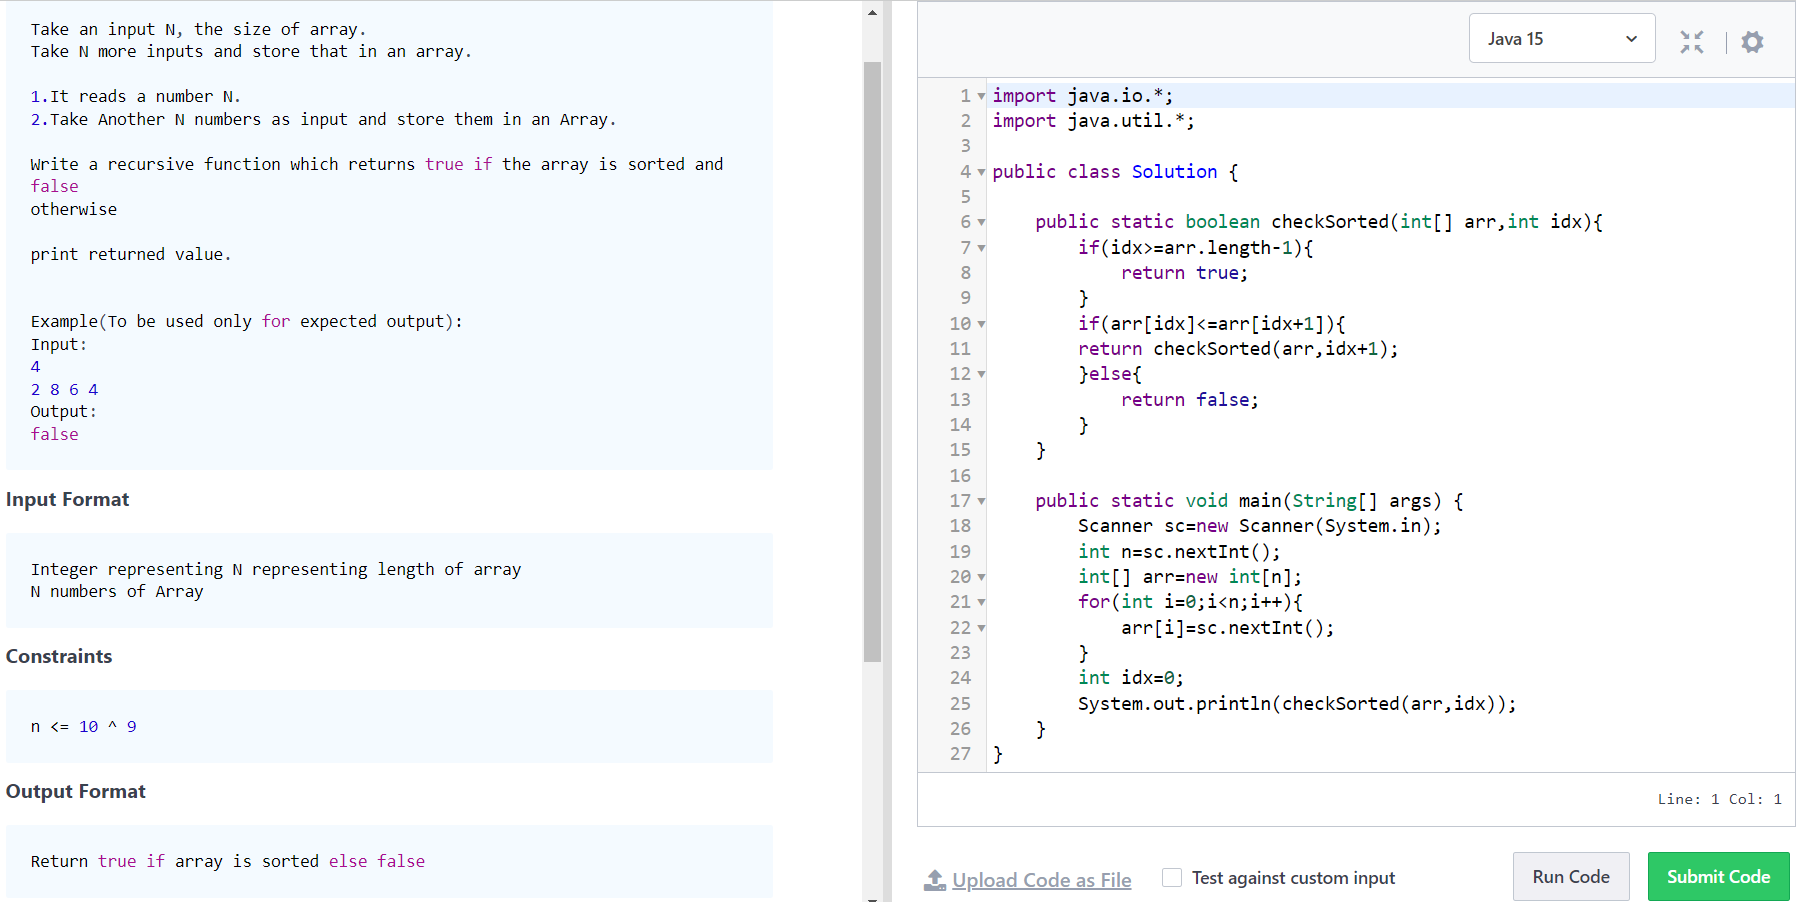 Take an input N, the size of array.
Take N more inputs and store that in an array.
1.It reads a number N.
2.Take Another N numbers as input and store them in an Array.
Write a recursive function which returns true if the array is sorted and
false
otherwise
print returned value.
Example(To be used only for expected output):
Input:
4
2 8 6 4
Output:
false
Input Format
Integer representing N representing length of array
N numbers of Array
Constraints
n <= 10 ^ 9
Output Format
Return true if array is sorted else false
Java 15
1 import java.io.*;
2 import java.util.*;
3
4 public class Solution {
5
6 public static boolean checkSorted(int[] arr,int idx){
7 if(idx>=arr.length-1){
8 return true;
9 }
10 if(arr[idx]<=arr[idx+1]){
11 return checkSorted(arr,idx+1);
12 }else{
13 return false;
14 }
15 }
16
17 public static void main(String[] args) {
18 Scanner sc=new Scanner(System.in);
19 int n=sc.nextInt();
20 int[] arr=new int[n];
21 for(int i=0;i<n;i++){
22 arr[i]=sc.nextInt();
23 }
24 int idx=0;
25 System.out.println(checkSorted(arr,idx));
26 }
27 }
Line: 1 Col: 1
Upload Code as File
Test against custom input
Run Code
Submit Code